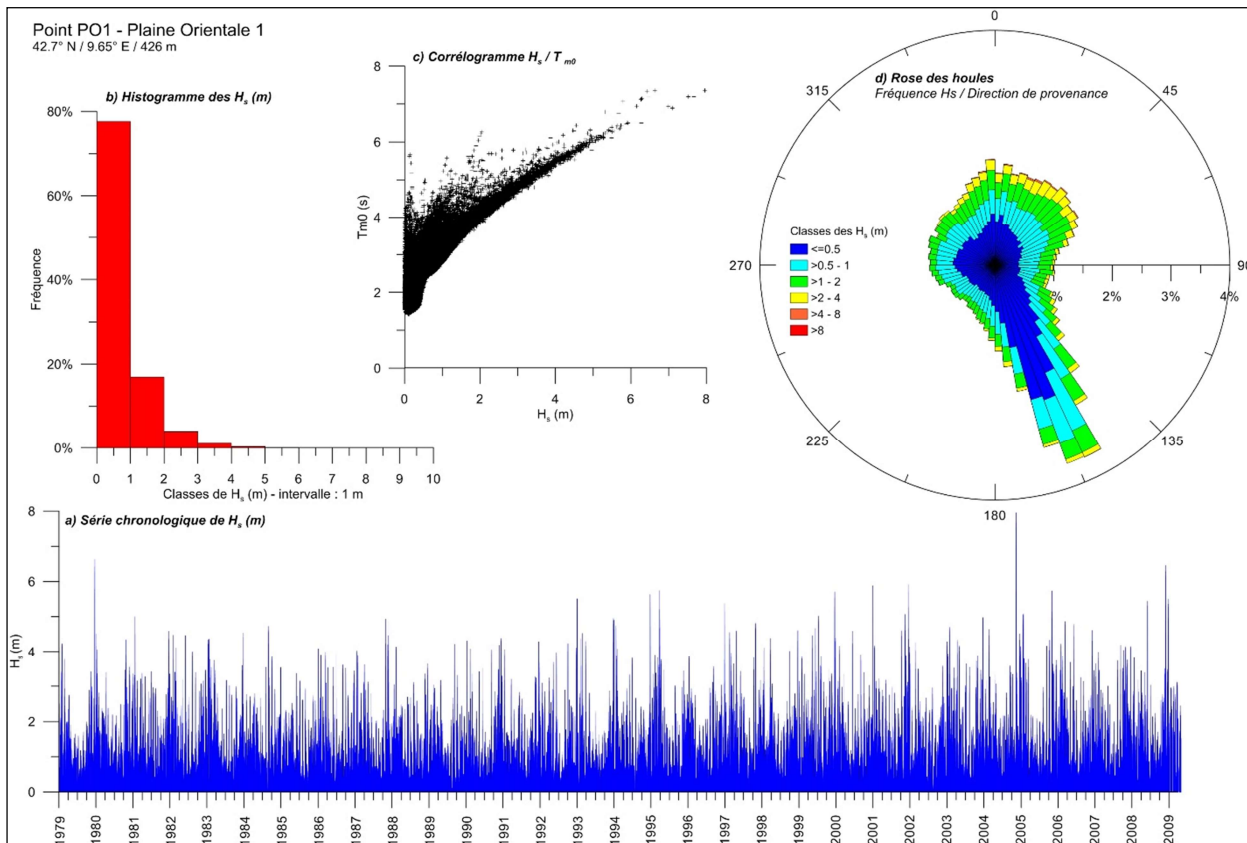 Point PO1 - Plaine Orientale 1
42.7° N / 9.65° E / 426 m
b) Histogramme des Hs (m)
80%
60%
40%
20%
0%
Fréquence
0 1 2 3 4 5 6 7 8 9 10
Classes de Hs (m) - intervalle : 1 m
c) Corrélogramme Hs / Tm0
8
6
4
2
0
Tm0 (s)
0 2 4 6 8
Hs (m)
d) Rose des houles
Fréquence Hs / Direction de provenance
0
45
90
135
180
225
270
315
% 2% 3% 4%
Classes des Hs (m)
<=0.5
>0.5 - 1
>1 - 2
>2 - 4
>4 - 8
>8
a) Série chronologique de Hs (m)
8
6
4
2
0
Hs (m)
1979 1980 1981 1982 1983 1984 1985 1986 1987 1988 1989 1990 1991 1992 1993 1994 1995 1996 1997 1998 1999 2000 2001 2002 2003 2004 2005 2006 2007 2008 2009